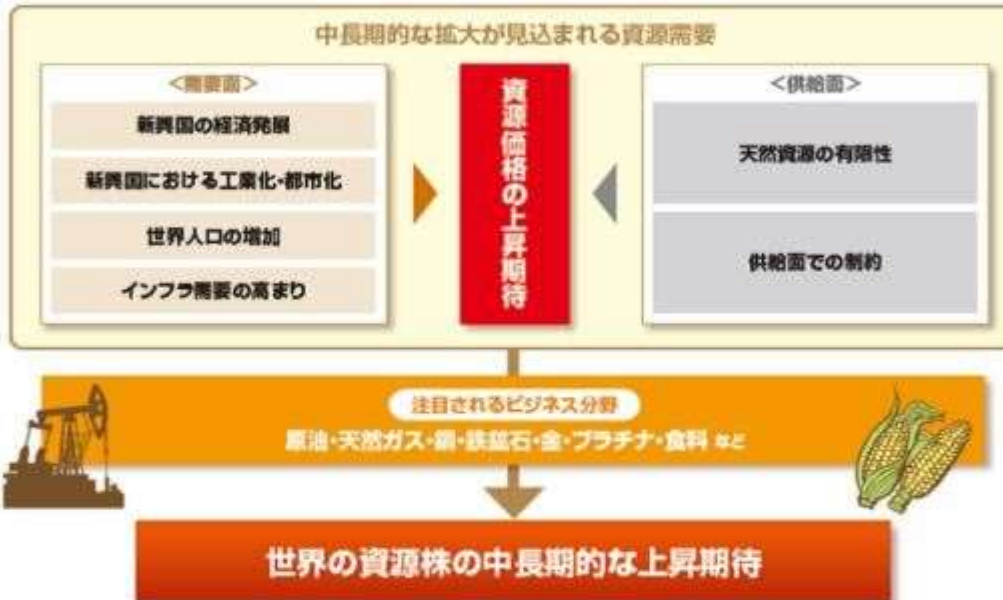 中長期的な拡大が見込まれる資源需要
<需要面>
新興国の経済発展
新興国における工業化・都市化
世界人口の増加
インフラ需要の高まり
資源価格の上昇期待
<供給面>
天然資源の有限性
供給面での制約
注目されるビジネス分野
原油・天然ガス・銅・鉄鉱石・金・プラチナ・食料 など
世界の資源株の中長期的な上昇期待